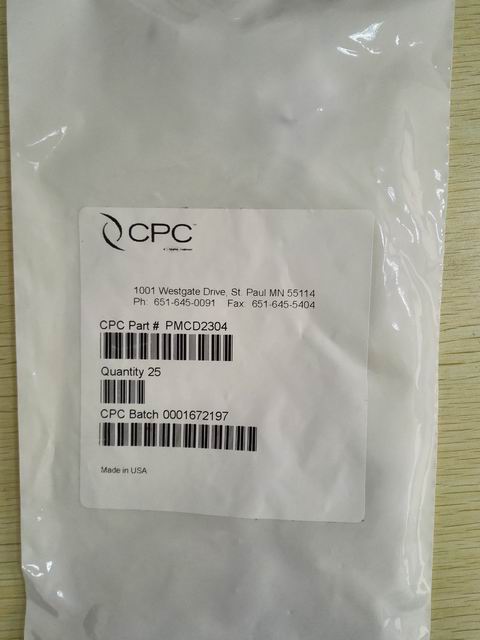 CPC
1001 Westgate Drive, St. Paul MN 55114
Ph: 651-645-0091 Fax: 651-645-5404
CPC Part # PMCD2304
Quantity 25
CPC Batch 0001672197
Made in USA